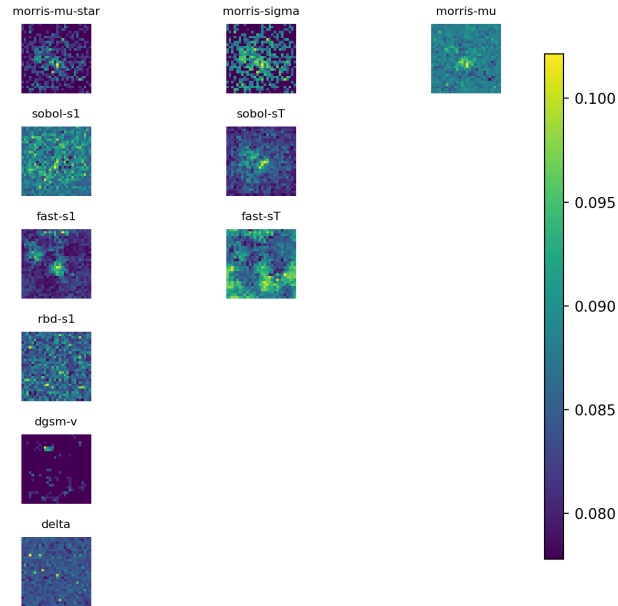 morris-mu-star
morris-sigma
morris-mu
sobol-s1
sobol-sT
fast-s1
fast-sT
rbd-s1
dgsm-v
delta
0.100
0.095
0.090
0.085
0.080